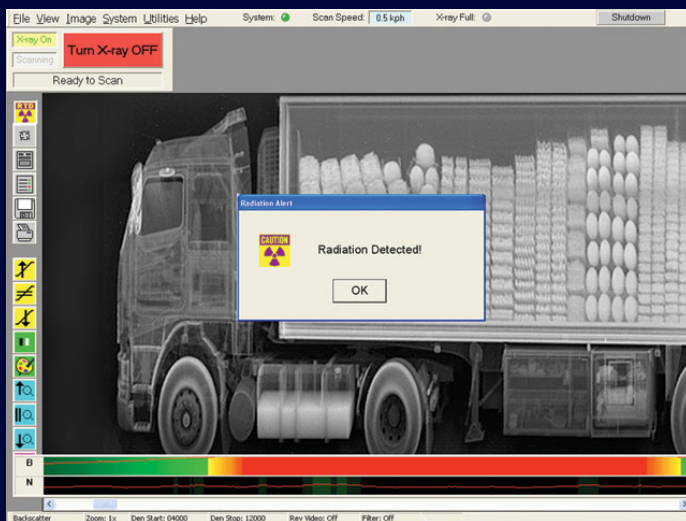 File View Image System Utilities Help System: Scan Speed: 0.5 kph X-ray Full: Shutdown
X-ray On
Turn X-ray OFF
Scanning
Ready to Scan
RTD
Radiation Alert
CAUTION
Radiation Detected!
OK
B
N
Backscatter Zoom: 1x Den Start: 04000 Den Stop: 12000 Rev Video: Off Filter: Off